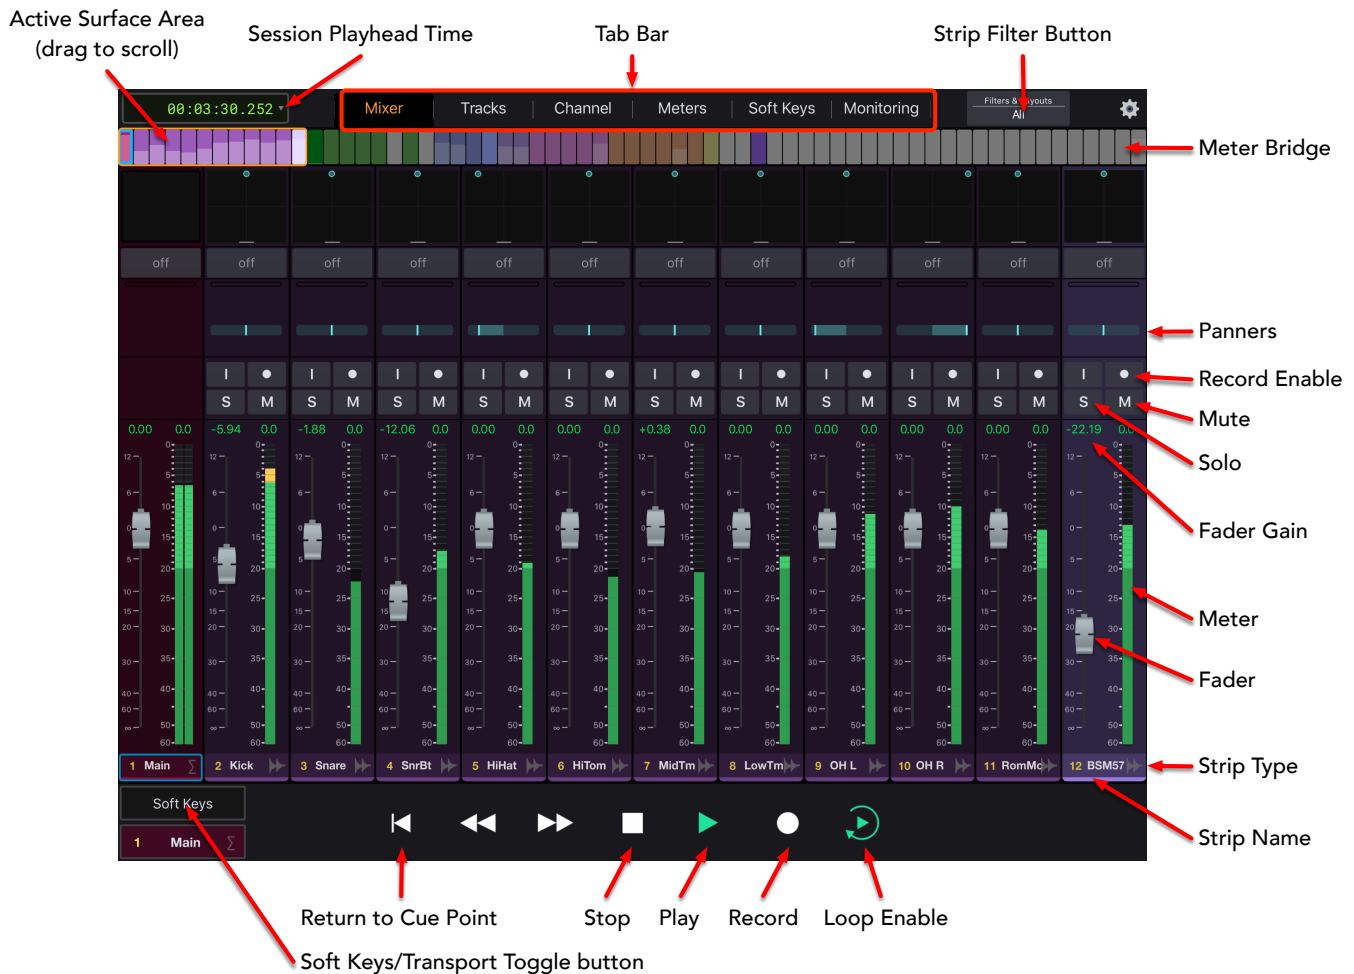 Active Surface Area
(drag to scroll)
Session Playhead Time
Tab Bar
Strip Filter Button
00:03:30.252
Mixer Tracks Channel Meters Soft Keys Monitoring
Filters & Layouts
All
Meter Bridge
off off off off off off off off off off off off
Panners
I I I I I I I I I I I
Record Enable
S M S M S M S M S M S M S M S M S M S M S M
Mute
0.00 0.0 -5.94 0.0 -1.88 0.0 -12.06 0.0 0.00 0.0 0.00 0.0 +0.38 0.0 0.00 0.0 0.00 0.0 0.00 0.0 0.00 0.0 -22.19 0.0
Solo
Fader Gain
Meter
Fader
1 Main Σ 2 Kick 3 Snare 4 SnrBt 5 HiHat 6 HiTom 7 MidTm 8 LowTm 9 OH L 10 OH R 11 RomMo 12 BSM57
Strip Type
Soft Keys
1 Main Σ
Strip Name
Return to Cue Point
Stop
Play
Record
Loop Enable
Soft Keys/Transport Toggle button